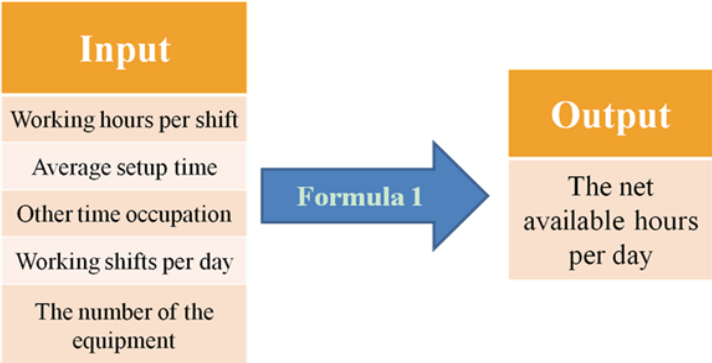 Input
Working hours per shift
Average setup time
Other time occupation
Working shifts per day
The number of the
equipment
Formula 1
Output
The net
available hours
per day